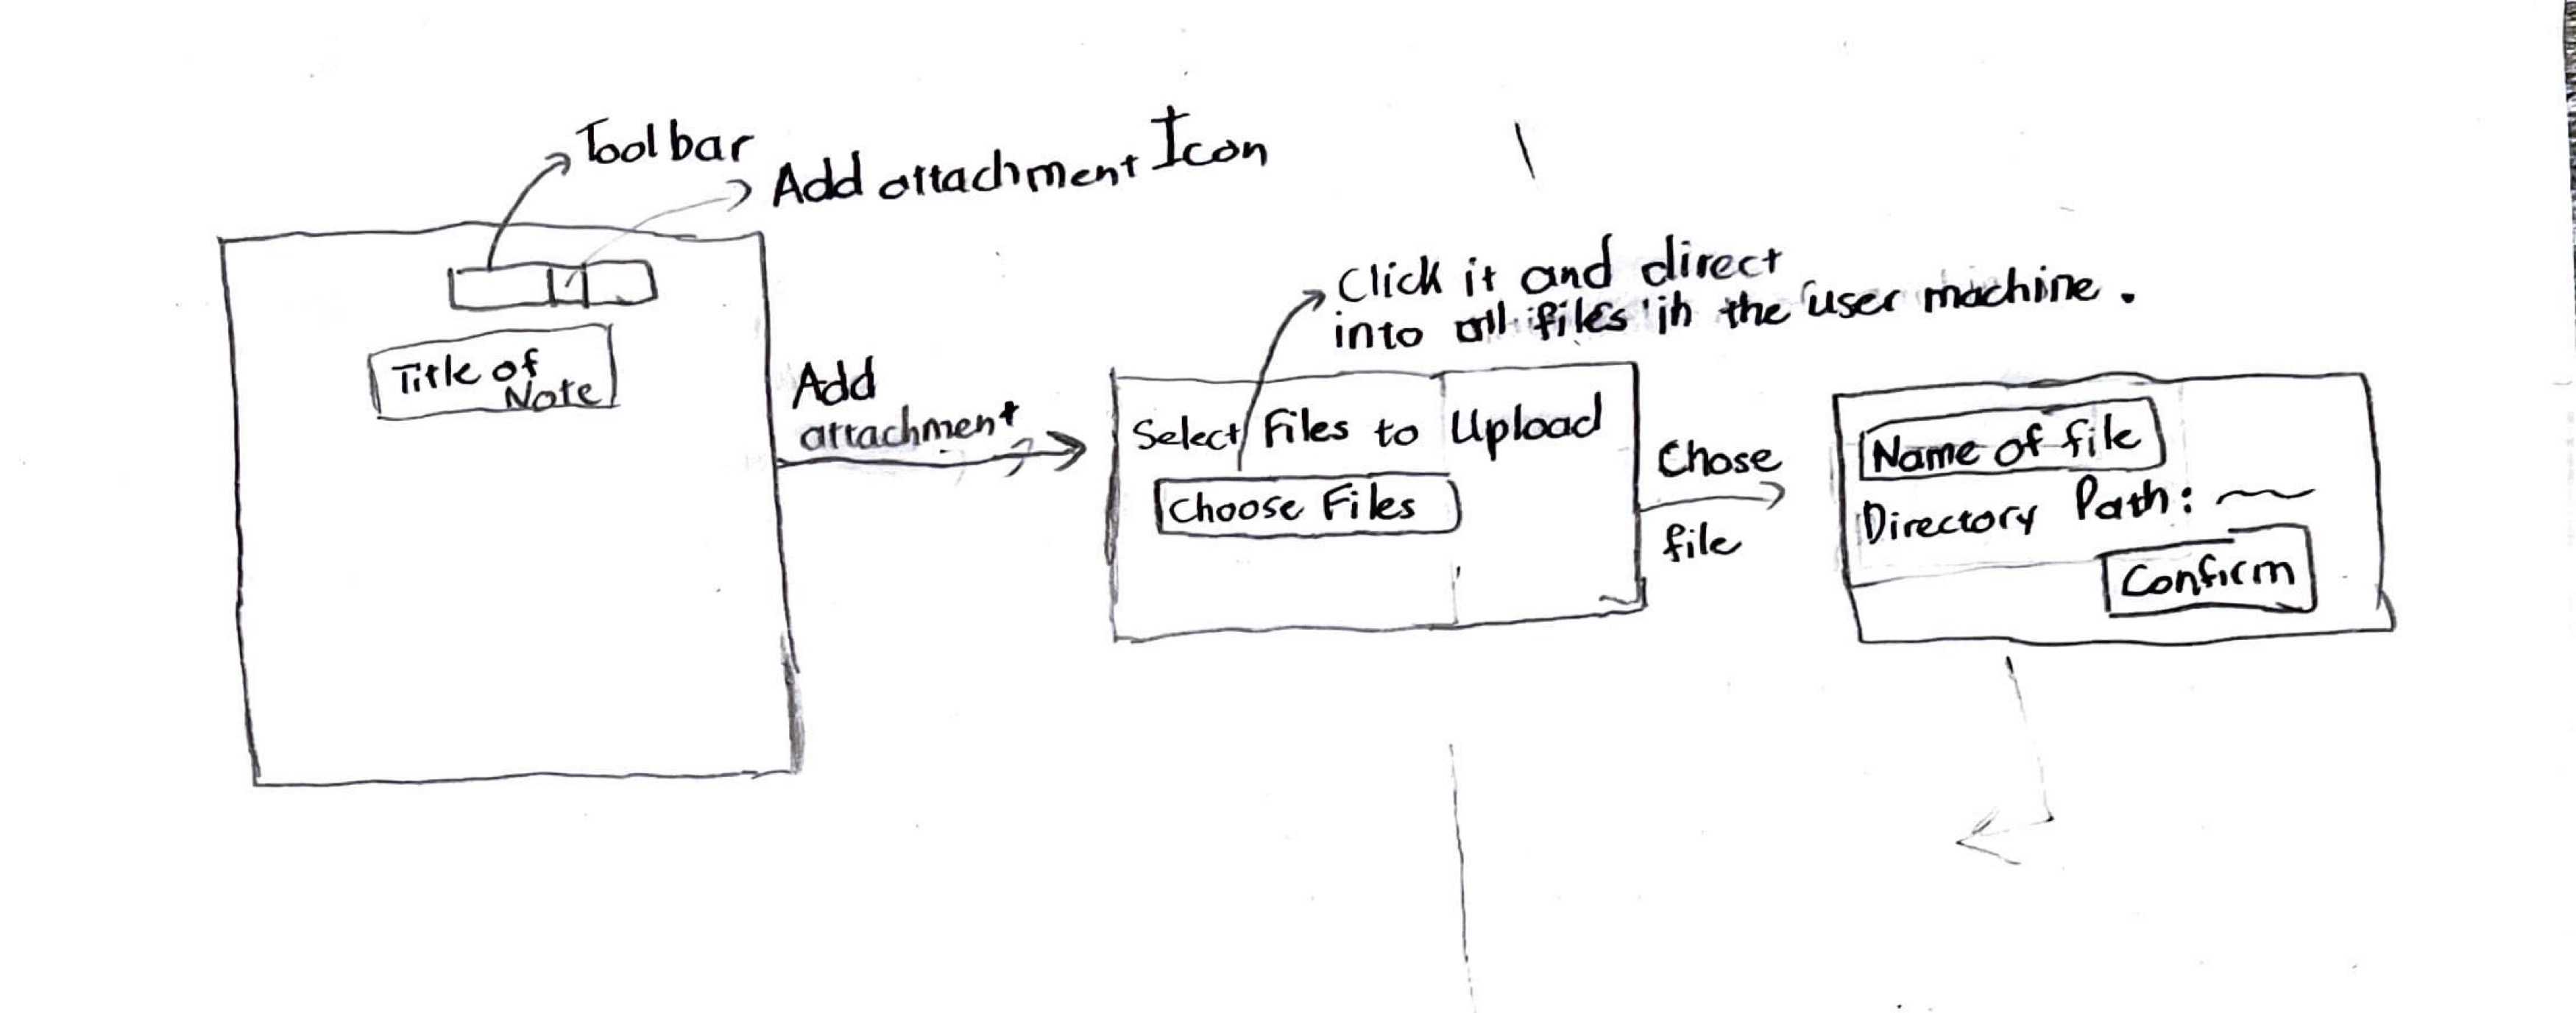 Toolbar
Add attachment Icon
Title of
Note
Add
attachment
Click it and direct
into all files in the user machine.
Select Files to Upload
Choose Files
Chose
file
Name of file
Directory Path:
Confirm